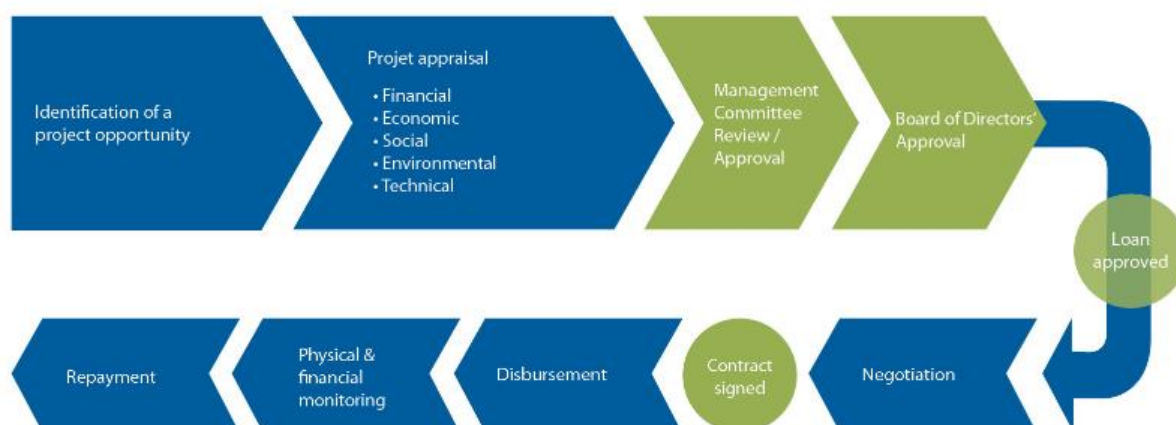 Identification of a
project opportunity
Projet appraisal
• Financial
• Economic
• Social
• Environmental
• Technical
Management
Committee
Review /
Approval
Board of Directors'
Approval
Loan
approved
Negotiation
Contract
signed
Disbursement
Physical &
financial
monitoring
Repayment